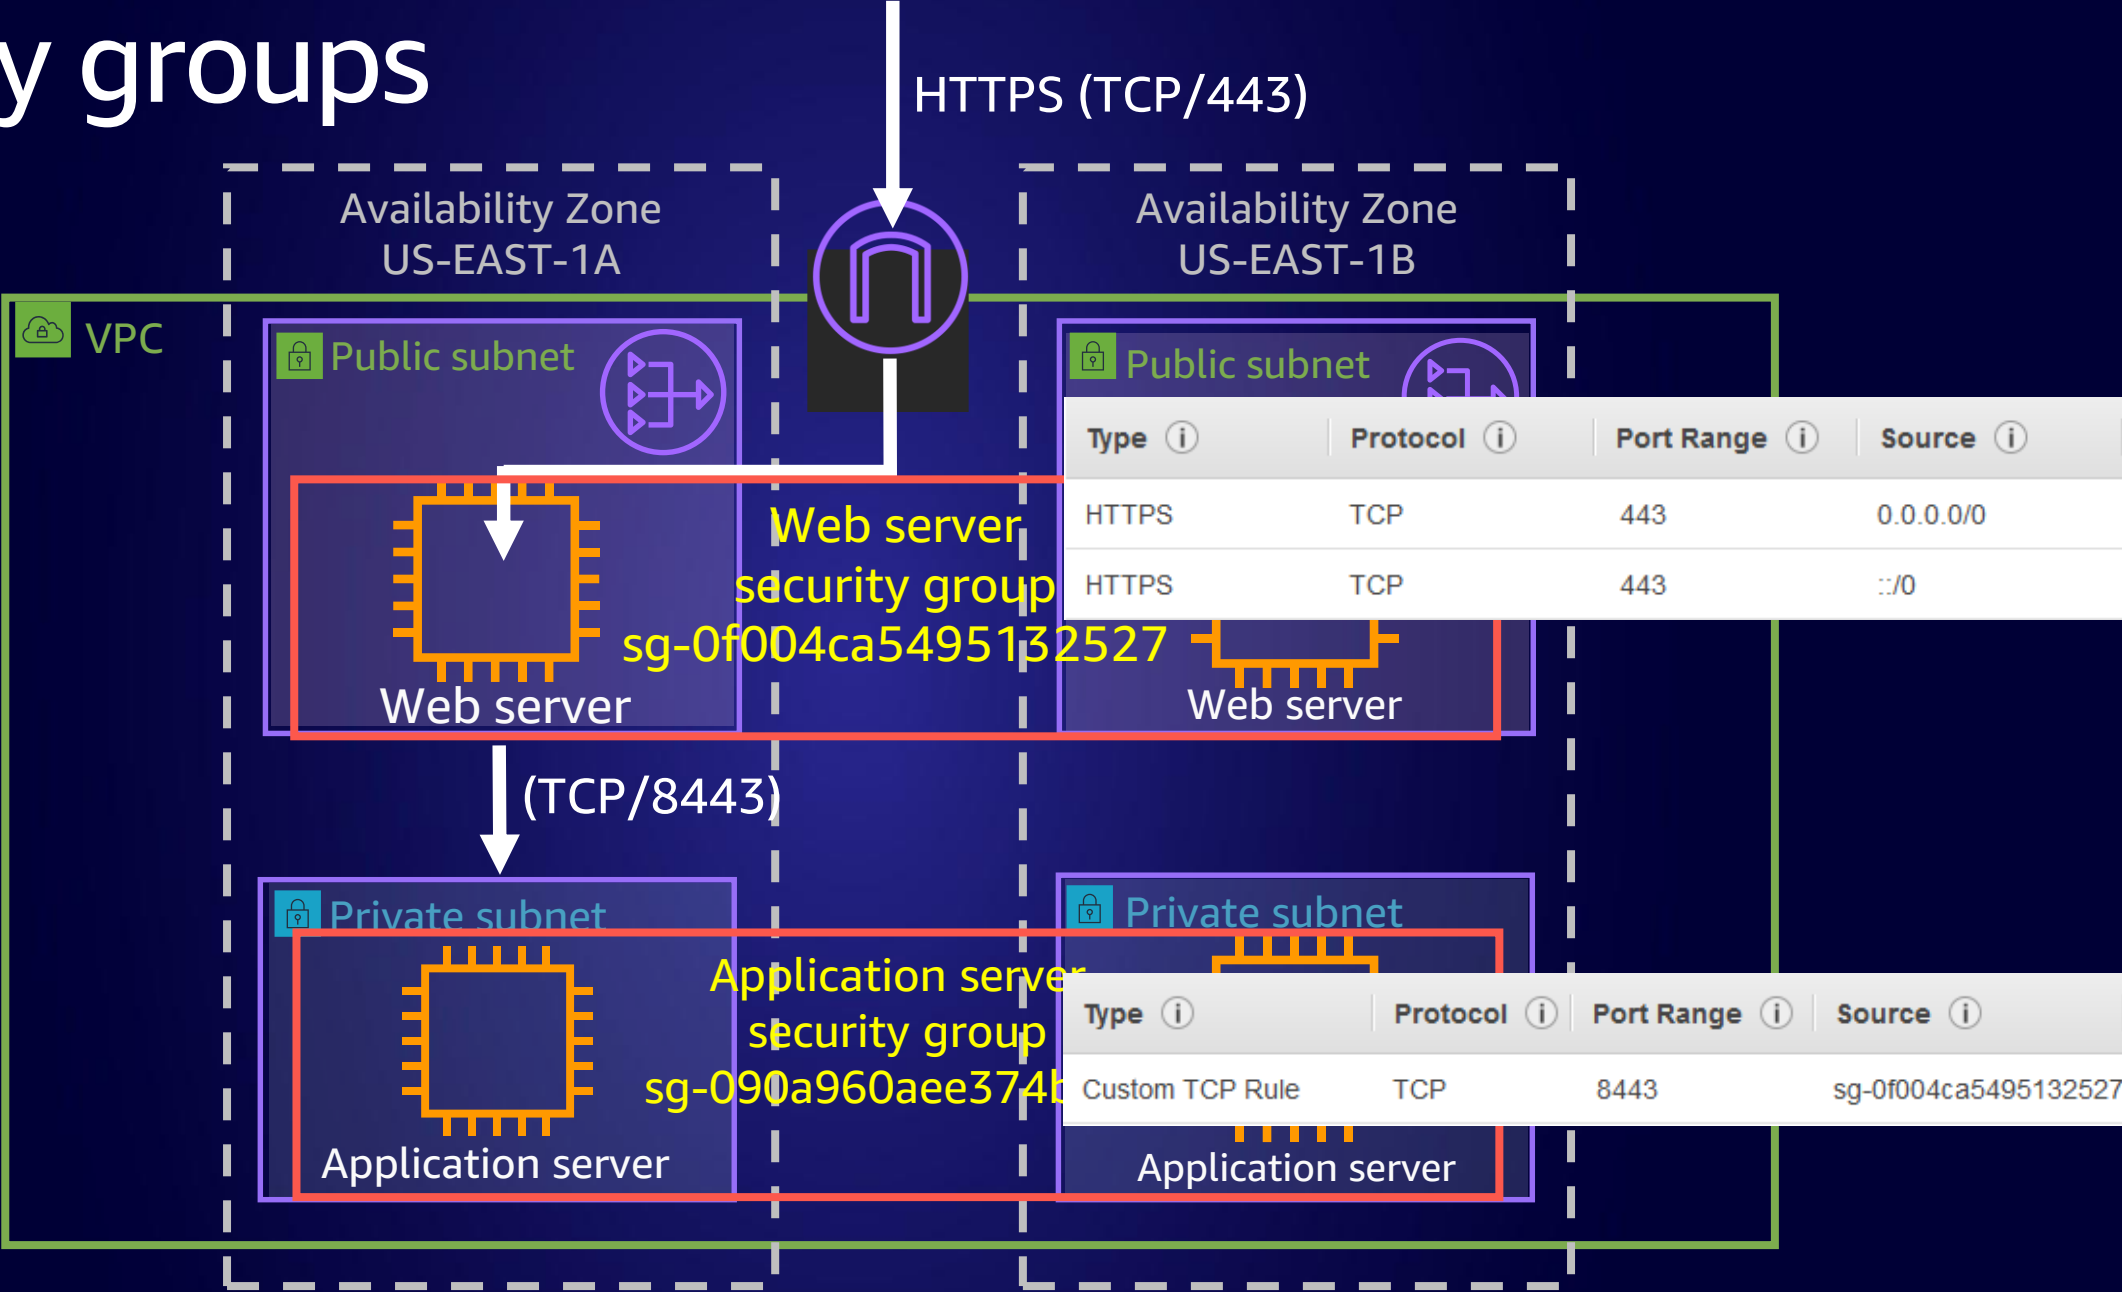 y groups
HTTPS (TCP/443)
Availability Zone
US-EAST-1A
Availability Zone
US-EAST-1B
VPC
Public subnet
Public subnet
Type Protocol Port Range Source
HTTPS TCP 443 0.0.0.0/0
HTTPS TCP 443 ::/0
Web server
security group
sg-0f004ca5495132527
Web server
Web server
(TCP/8443)
Private subnet
Private subnet
Application server
security group
sg-090a960aee374b
Type Protocol Port Range Source
Custom TCP Rule TCP 8443 sg-0f004ca5495132527
Application server
Application server